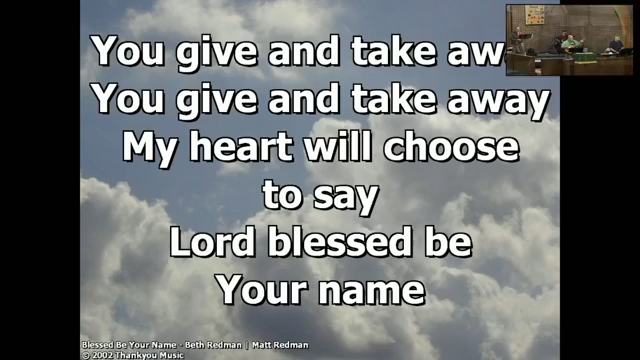 You give and take aw
You give and take away
My heart will choose
to say
Lord blessed be
Your name
Blessed Be Your Name - Beth Redman | Matt Redman
© 2002 Thankyou Music